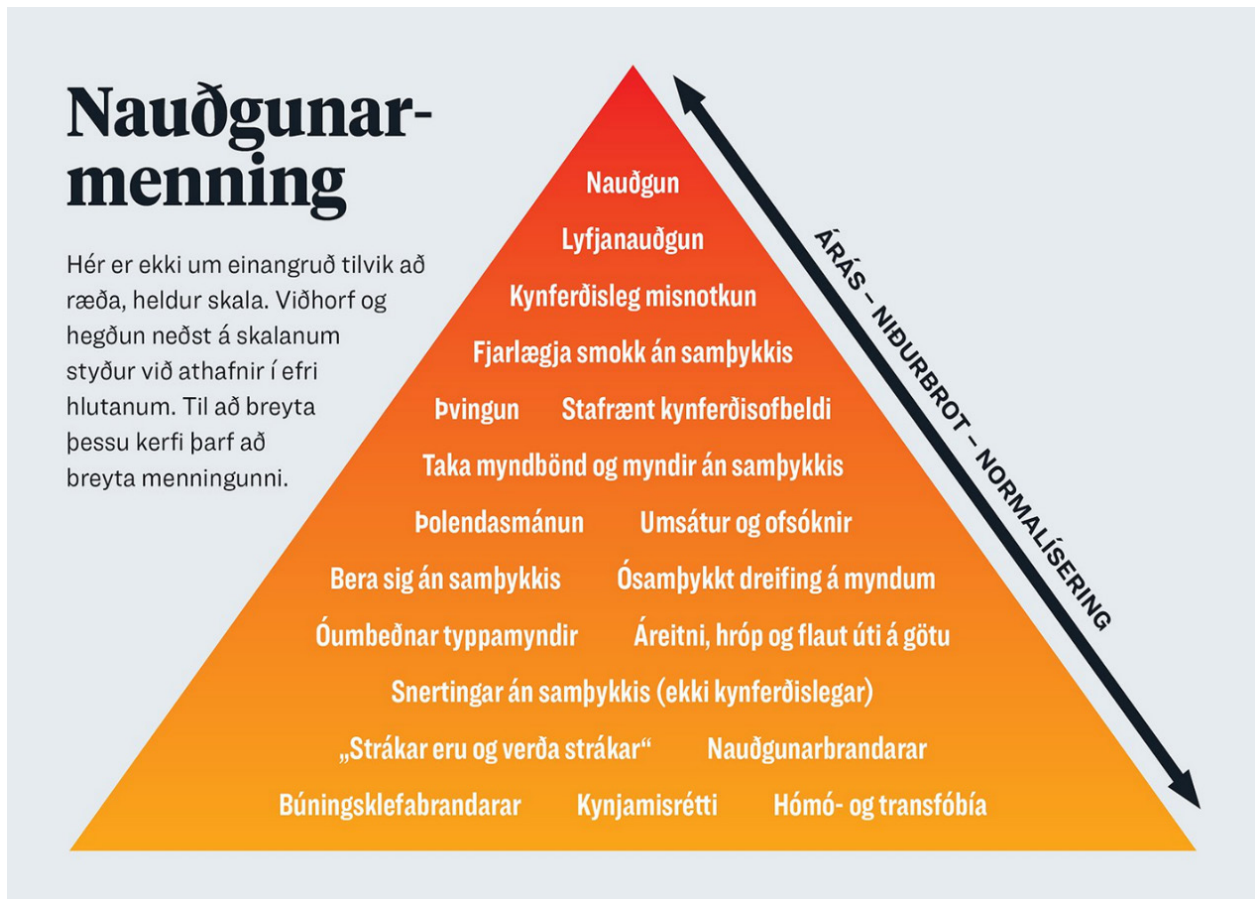 Nauðgunar-
menning
Hér er ekki um einangruð tilvik að
ræða, heldur skala. Viðhorf og
hegðun neðst á skalanum
styður við athafnir í efri
hlutanum. Til að breyta
þessu kerfi þarf að
breyta menningunni.
Nauðgun
Lyfjanauðgun
Kynferðisleg misnotkun
Fjarlægja smokk án samþykkis
Þvingun Stafrænt kynferðisofbeldi
Taka myndbönd og myndir án samþykkis
Þolendasmánun Umsátur og ofsóknir
Bera sig án samþykkis Ósamþykkt dreifing á myndum
Óumbeðnar typpamyndir Áreitni, hróp og flaut úti á götu
Snertingar án samþykkis (ekki kynferðislegar)
„Strákar eru og verða strákar“ Nauðgunarbrandarar
Búningsklefabrandarar Kynjamisrétti Hómó- og transfóbía
ÁRÁS – NIÐURBROT – NORMALÍSERING